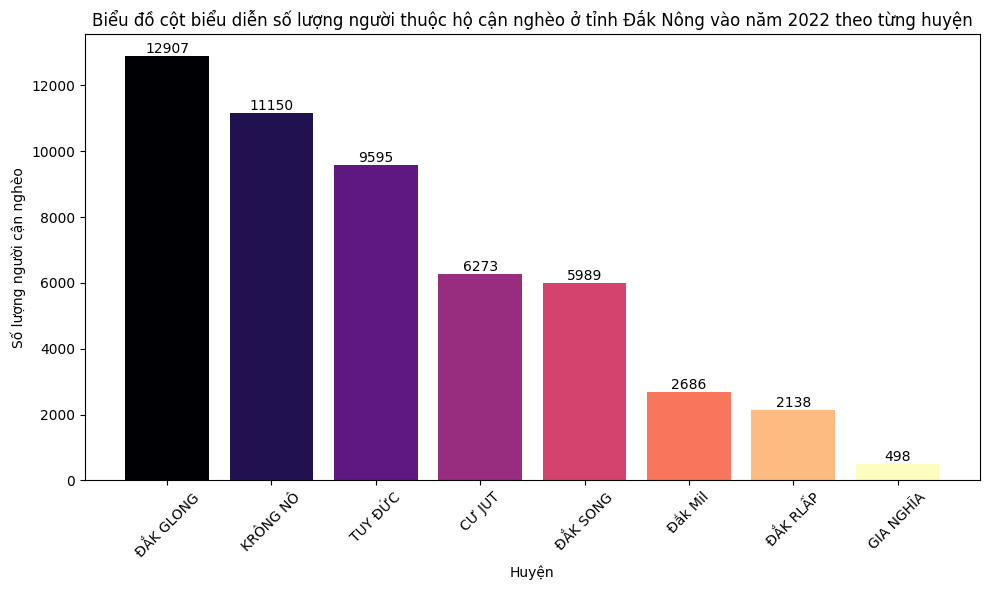 Biểu đồ cột biểu diễn số lượng người thuộc hộ cận nghèo ở tỉnh Đắk Nông vào năm 2022 theo từng huyện
Số lượng người cận nghèo
12000
10000
8000
6000
4000
2000
0
12907
11150
9595
6273
5989
2686
2138
498
ĐẮK GLONG
KRÔNG NÔ
TUY ĐỨC
CƯ JUT
ĐẮK SONG
Đắk Mil
ĐẮK RLẤP
GIA NGHĨA
Huyện